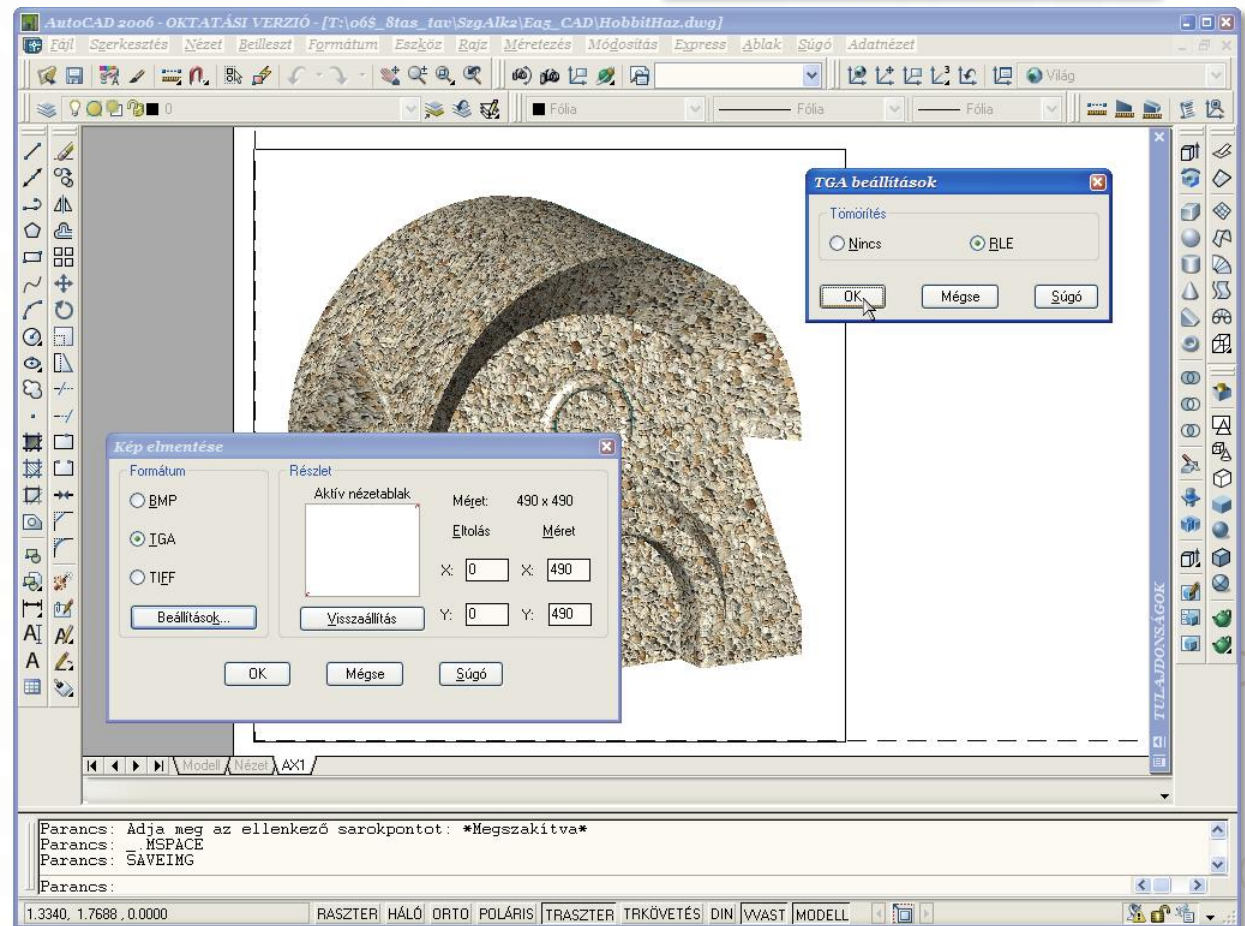 AutoCAD 2006 - OKTATÁSI VERZIÓ - [T:\06$_8tas_tav\SzgAlk2\Ea5_CAD\HobbitHaz.dwg]
Fájl Szerkesztés Nézet Beilleszt Formátum Eszköz Rajz Méretezés Módosítás Express Ablak Súgó Adatnézet
Világ
0 Fólia Fólia Fólia
TGA beállítások
Tömörítés
Nincs RLE
OK Mégse Súgó
Kép elmentése
Formátum Részlet
BMP
TGA
TIFF
Beállítások...
Aktív nézetablak Méret: 490 x 490
Eltolás Méret
X: 0 X: 490
Visszaállítás Y: 0 Y: 490
OK Mégse Súgó
TULAJDONSÁGOK
Modell Nézet AX1
Parancs: Adja meg az ellenkező sarokpontot: *Megszakítva*
Parancs: _.MSPACE
Parancs: SAVEIMG
Parancs:
1.3340, 1.7688 , 0.0000 RASZTER HÁLÓ ORTO POLÁRIS TRASZTER TRKÖVETÉS DIN VVAST MODELL